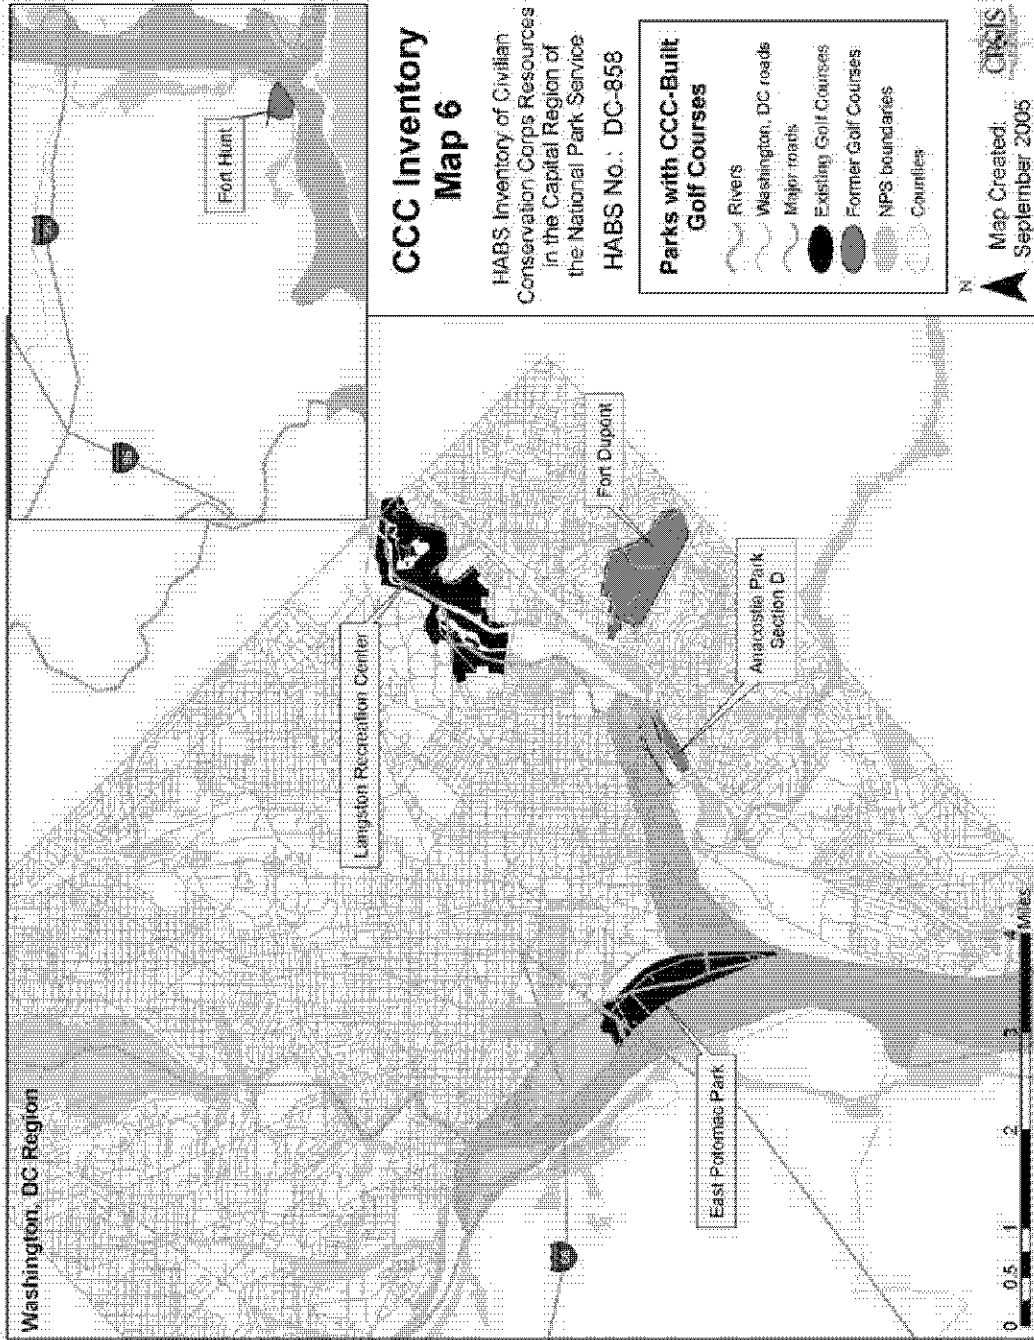 Washington, DC Region
Fort Hunt
Langston Recreation Center
Fort Dupont
Anacostia Park
Section D
East Potomac Park
0 0.5 1 2 3 4
Miles
CCC Inventory
Map 6
HABS Inventory of Civilian
Conservation Corps Resources
in the Capital Region of
the National Park Service
HABS No.: DC-858
Parks with CCC-Built
Golf Courses
Rivers
Washington, DC roads
Major roads
Existing Golf Courses
Former Golf Courses
NPS boundaries
Counties
N
Map Created:
September 2005
CRGIS